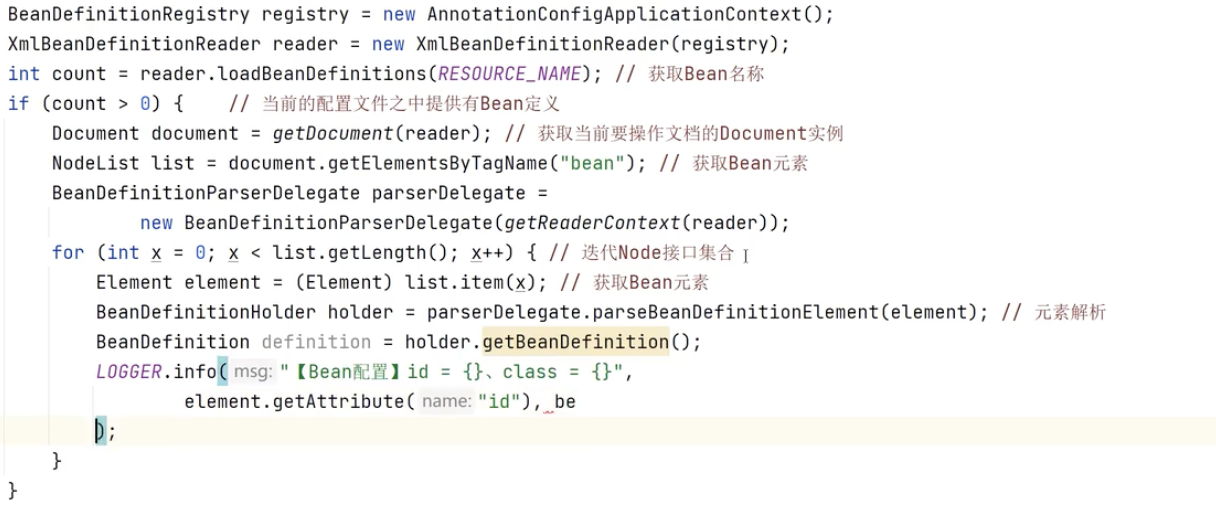 BeanDefinitionRegistry registry = new AnnotationConfigApplicationContext();
XmlBeanDefinitionReader reader = new XmlBeanDefinitionReader(registry);
int count = reader.loadBeanDefinitions(RESOURCE_NAME); // 获取Bean名称
if (count > 0) {    // 当前的配置文件之中提供有Bean定义
    Document document = getDocument(reader); // 获取当前要操作文档的Document实例
    NodeList list = document.getElementsByTagName("bean"); // 获取Bean元素
    BeanDefinitionParserDelegate parserDelegate =
            new BeanDefinitionParserDelegate(getReaderContext(reader));
    for (int x = 0; x < list.getLength(); x++) { // 迭代Node接口集合
        Element element = (Element) list.item(x); // 获取Bean元素
        BeanDefinitionHolder holder = parserDelegate.parseBeanDefinitionElement(element); // 元素解析
        BeanDefinition definition = holder.getBeanDefinition();
        LOGGER.info( msg: "【Bean配置】id = {}、class = {}",
                element.getAttribute( name: "id"), be
        );
    }
}